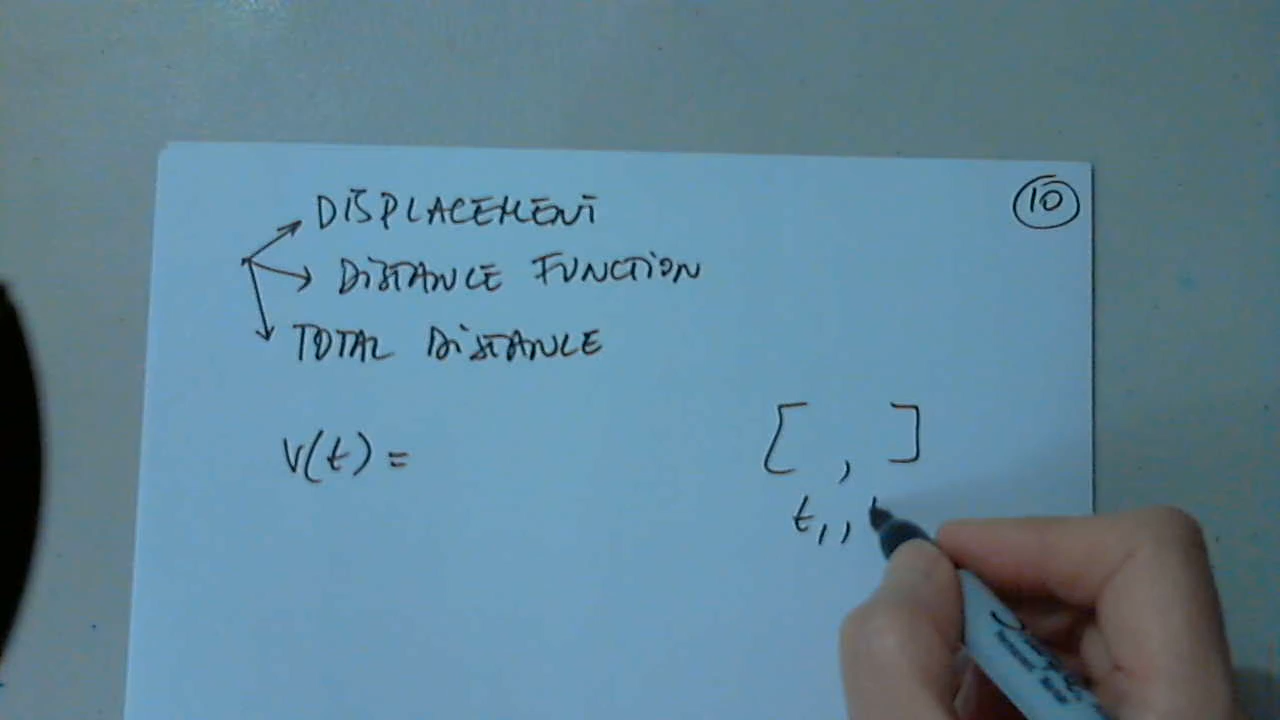 10
DISPLACEMENT
DISTANCE FUNCTION
TOTAL DISTANCE
v(t) = [ , ]
t₁,